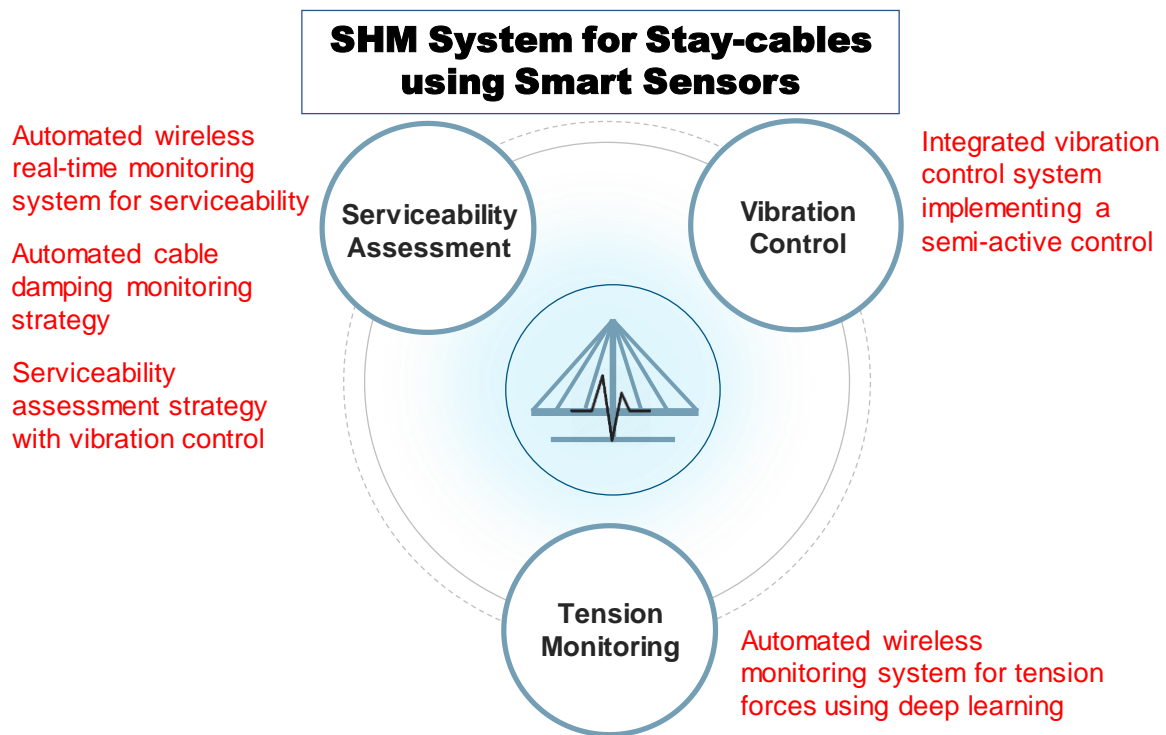 SHM System for Stay-cables
using Smart Sensors
Automated wireless
real-time monitoring
system for serviceability
Automated cable
damping monitoring
strategy
Serviceability
assessment strategy
with vibration control
Serviceability
Assessment
Vibration
Control
Integrated vibration
control system
implementing a
semi-active control
Tension
Monitoring
Automated wireless
monitoring system for tension
forces using deep learning